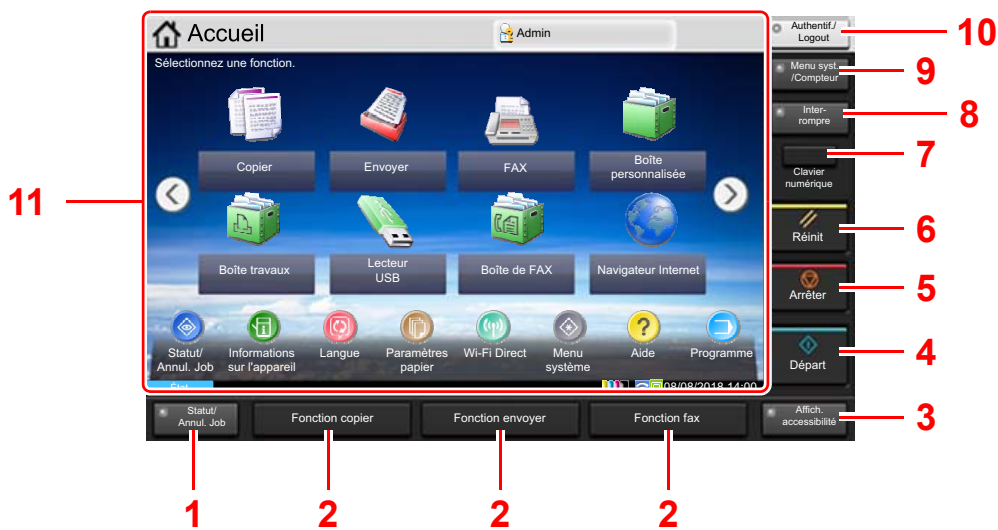 Accueil
Admin
Authentif./
Logout
10
Sélectionnez une fonction.
Menu syst.
/Compteur
9
Inter-
rompre
8
Copier
Envoyer
FAX
Boîte
personnalisée
7
Clavier
numérique
11
6
Réinit
Boîte travaux
Lecteur
USB
Boîte de FAX
Navigateur Internet
5
Arrêter
Statut/
Annul. Job
Informations
sur l'appareil
Langue
Paramètres
papier
Wi-Fi Direct
Menu
système
?
Aide
Programme
4
Départ
État
08/08/2018 14:00
Statut/
Annul. Job
Fonction copier
Fonction envoyer
Fonction fax
Affich.
accessibilité
3
1
2
2
2